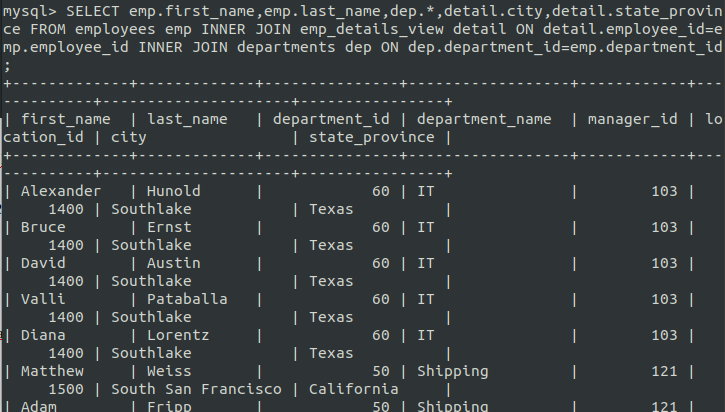 mysql> SELECT emp.first_name,emp.last_name,dep.*,detail.city,detail.state_provin
ce FROM employees emp INNER JOIN emp_details_view detail ON detail.employee_id=e
mp.employee_id INNER JOIN departments dep ON dep.department_id=emp.department_id
;
+-------------+-------------+---------------+-----------------+------------+----
---------+---------------------+----------------+
| first_name  | last_name   | department_id | department_name  | manager_id | lo
cation_id | city                | state_province |
+-------------+-------------+---------------+-----------------+------------+----
---------+---------------------+----------------+
| Alexander   | Hunold      |            60 | IT               |        103 |
     1400 | Southlake           | Texas          |
| Bruce       | Ernst       |            60 | IT               |        103 |
     1400 | Southlake           | Texas          |
| David       | Austin      |            60 | IT               |        103 |
     1400 | Southlake           | Texas          |
| Valli       | Pataballa   |            60 | IT               |        103 |
     1400 | Southlake           | Texas          |
| Diana       | Lorentz     |            60 | IT               |        103 |
     1400 | Southlake           | Texas          |
| Matthew     | Weiss       |            50 | Shipping         |        121 |
     1500 | South San Francisco | California     |
| Adam        | Fripp       |            50 | Shipping         |        121 |